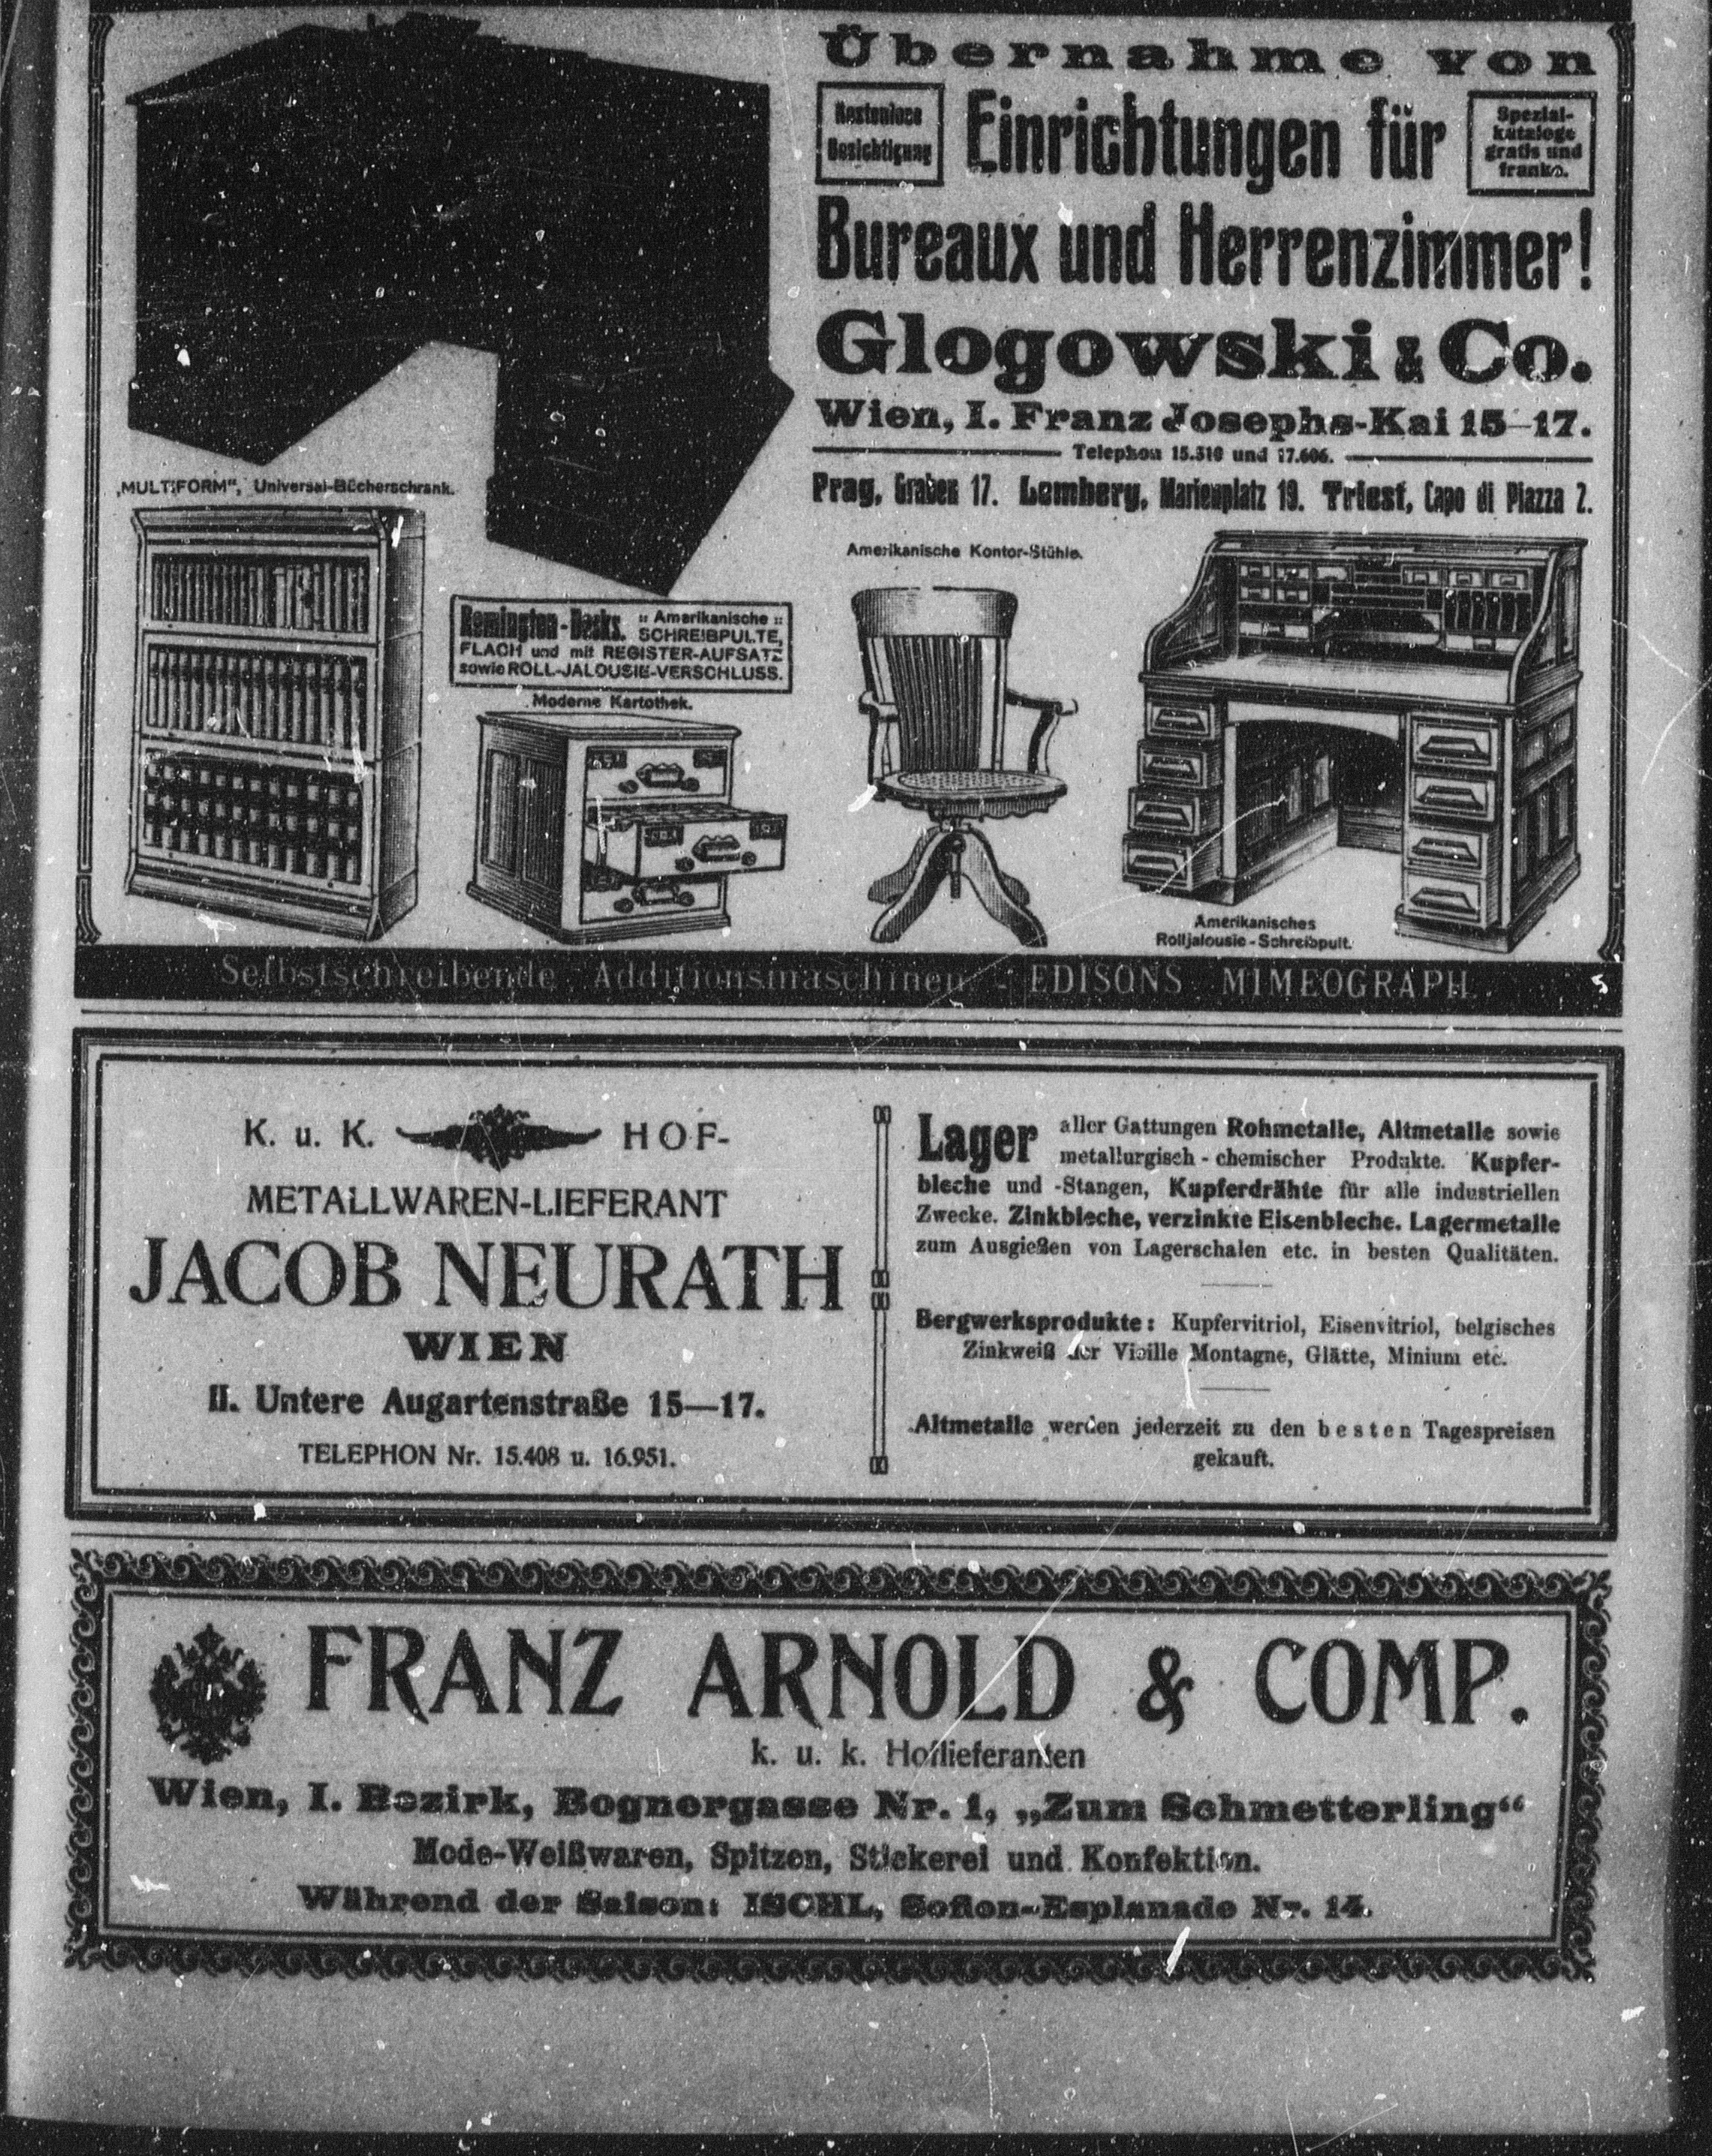 Übernahme von
Kostenlose
Besichtigung
Einrichtungen für
Spezial-
kataloge
gratis und
franko.
Bureaux und Herrenzimmer!
Glogowski & Co.
Wien, I. Franz Josephs-Kai 15–17.
Telephon 15.310 und 17.606.
Prag, Graben 17. Lemberg, Marienplatz 19. Triest, Capo di Piazza 2.
„MULTIFORM“, Universal-Bücherschrank.
Remington-Desks. :: Amerikanische ::
SCHREIBPULTE,
FLACH und mit REGISTER-AUFSATZ
sowie ROLL-JALOUSIE-VERSCHLUSS.
Moderne Kartothek.
Amerikanische Kontor-Stühle.
Amerikanisches
Rolljalousie-Schreibpult.
Selbstschreibende Additionsmaschinen - EDISONS MIMEOGRAPH.
K. u. K. HOF-
METALLWAREN-LIEFERANT
JACOB NEURATH
WIEN
II. Untere Augartenstraße 15—17.
TELEPHON Nr. 15.408 u. 16.951.
Lager aller Gattungen Rohmetalle, Altmetalle sowie
metallurgisch-chemischer Produkte. Kupfer-
bleche und -Stangen, Kupferdrähte für alle industriellen
Zwecke. Zinkbleche, verzinkte Eisenbleche. Lagermetalle
zum Ausgießen von Lagerschalen etc. in besten Qualitäten.
Bergwerksprodukte: Kupfervitriol, Eisenvitriol, belgisches
Zinkweiß der Vieille Montagne, Glätte, Minium etc.
Altmetalle werden jederzeit zu den besten Tagespreisen
gekauft.
FRANZ ARNOLD & COMP.
k. u. k. Hoflieferanten
Wien, I. Bezirk, Bognergasse Nr. 1, „Zum Schmetterling“
Mode-Weißwaren, Spitzen, Stickerei und Konfektion.
Während der Saison: ISCHL, Sofien-Esplanade Nr. 14.